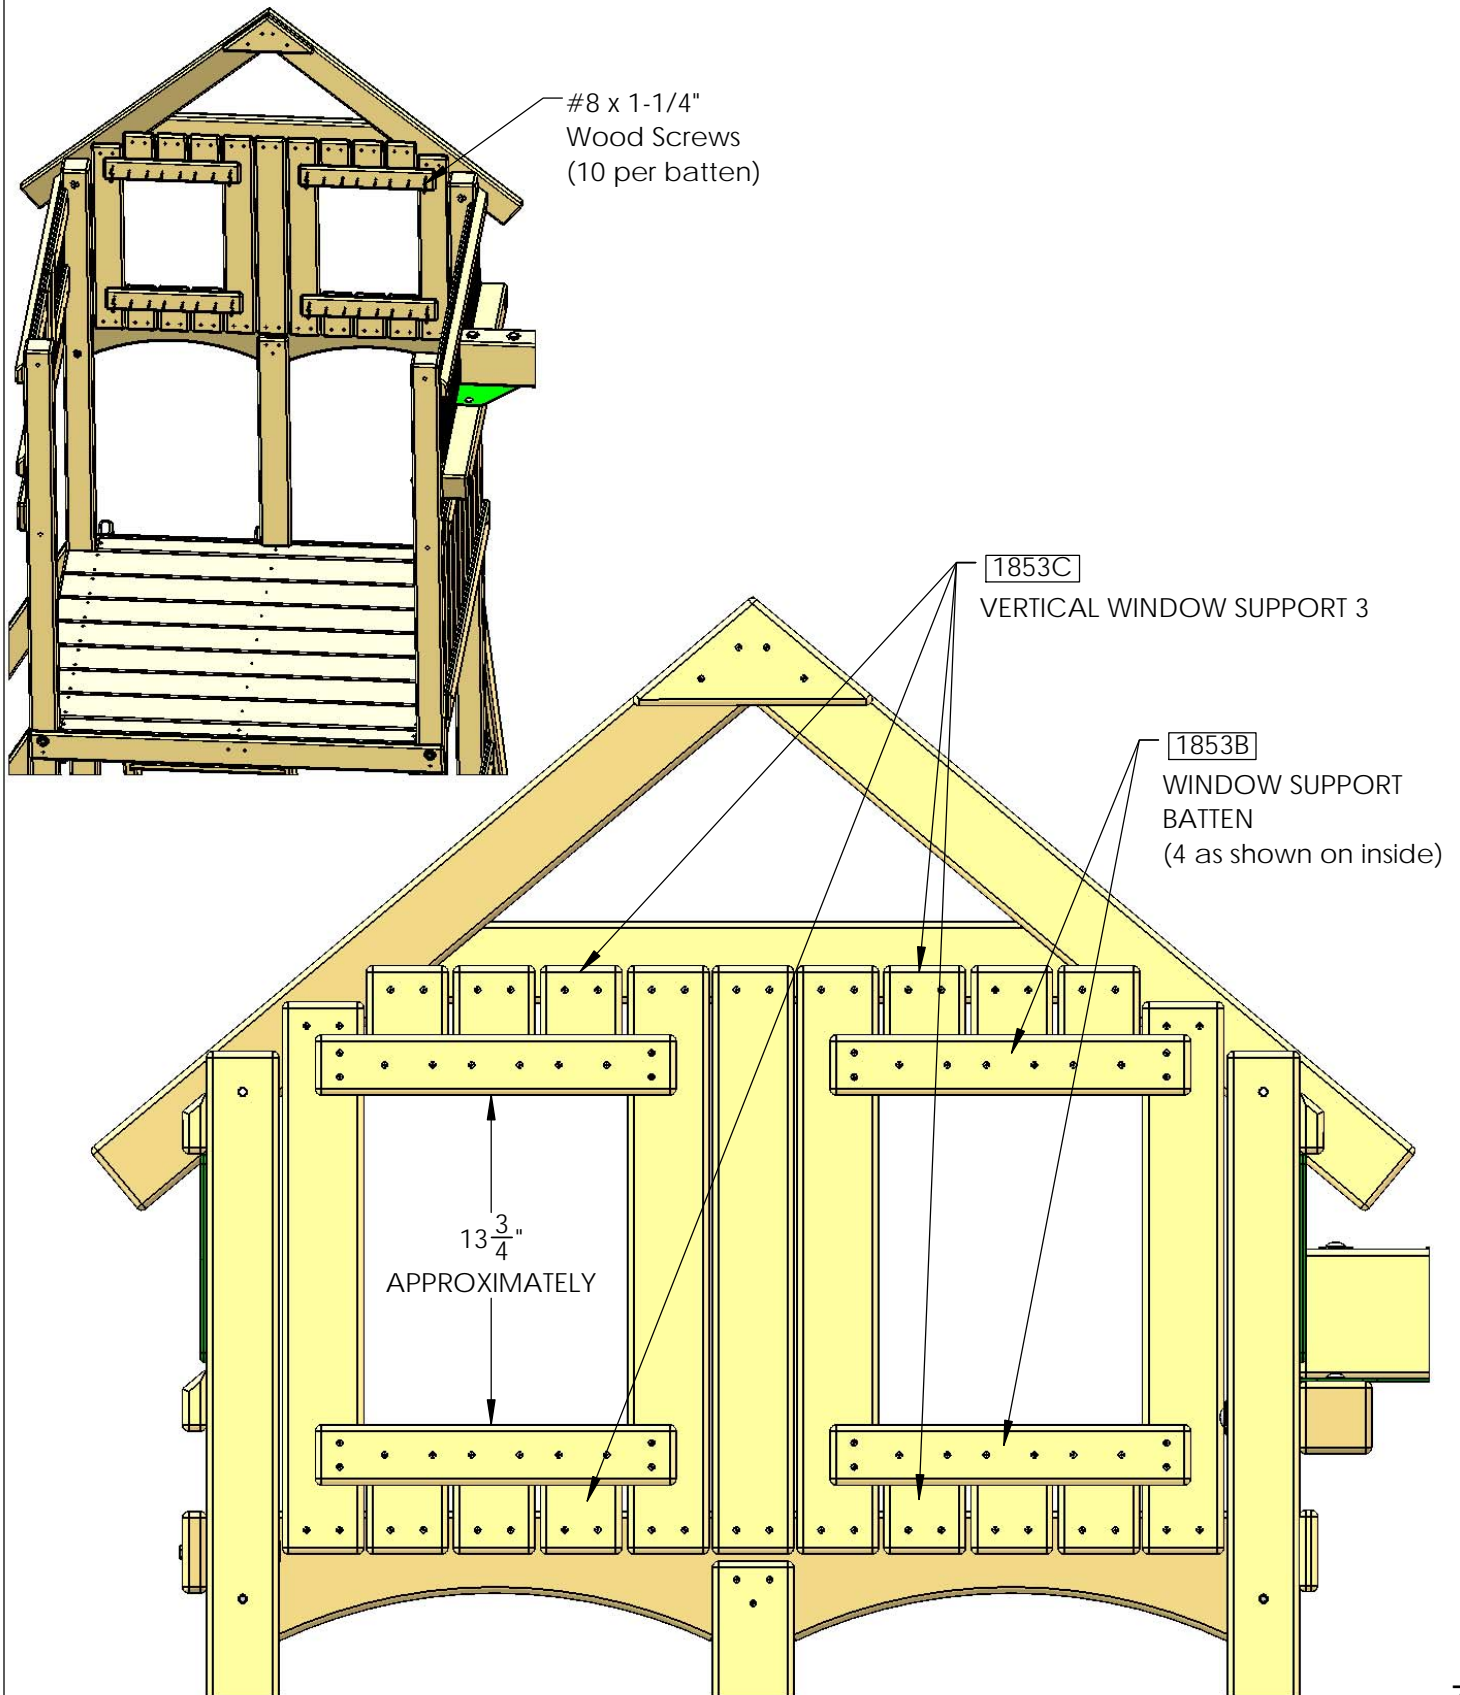 #8 x 1-1/4"
Wood Screws
(10 per batten)
1853C
VERTICAL WINDOW SUPPORT 3
1853B
WINDOW SUPPORT
BATTEN
(4 as shown on inside)
13 3/4"
APPROXIMATELY